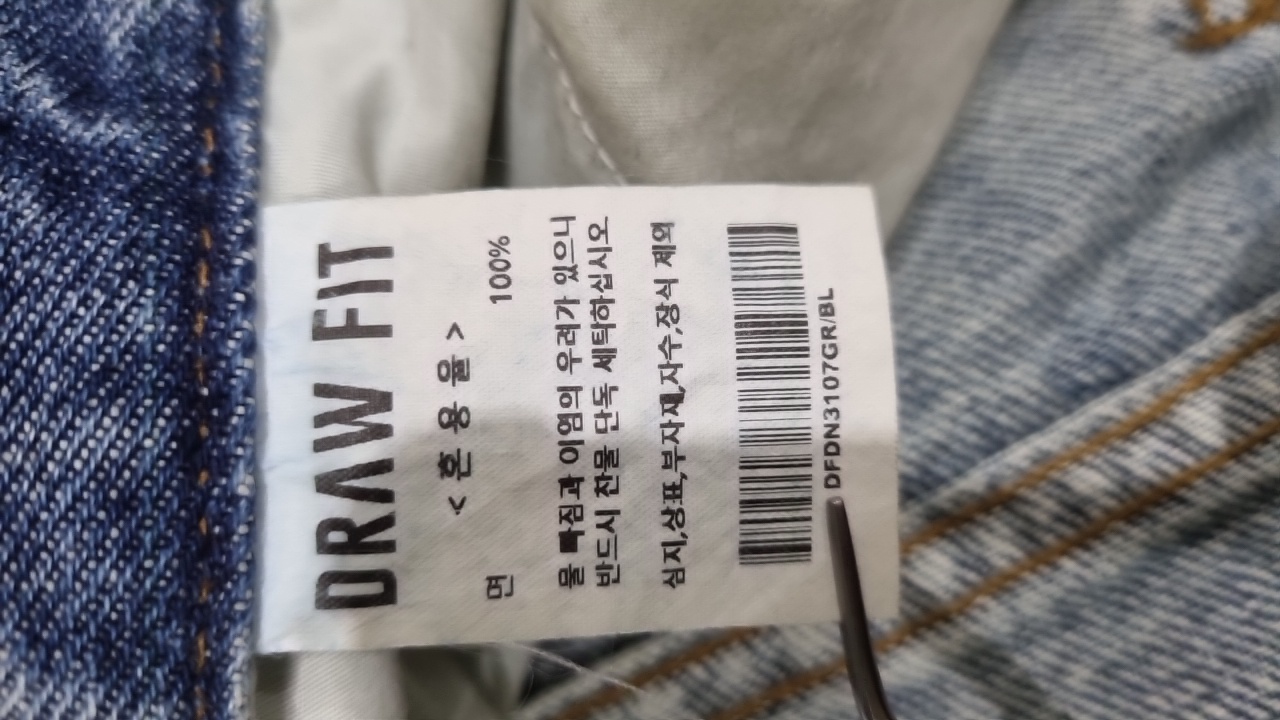 DRAW FIT
< 혼 용 율 >
면 100%
물 빠짐과 이염의 우려가 있으니
반드시 찬물 단독 세탁하십시오
심지,상표,부자재,자수,장식 제외
DFDN3107GR/BL